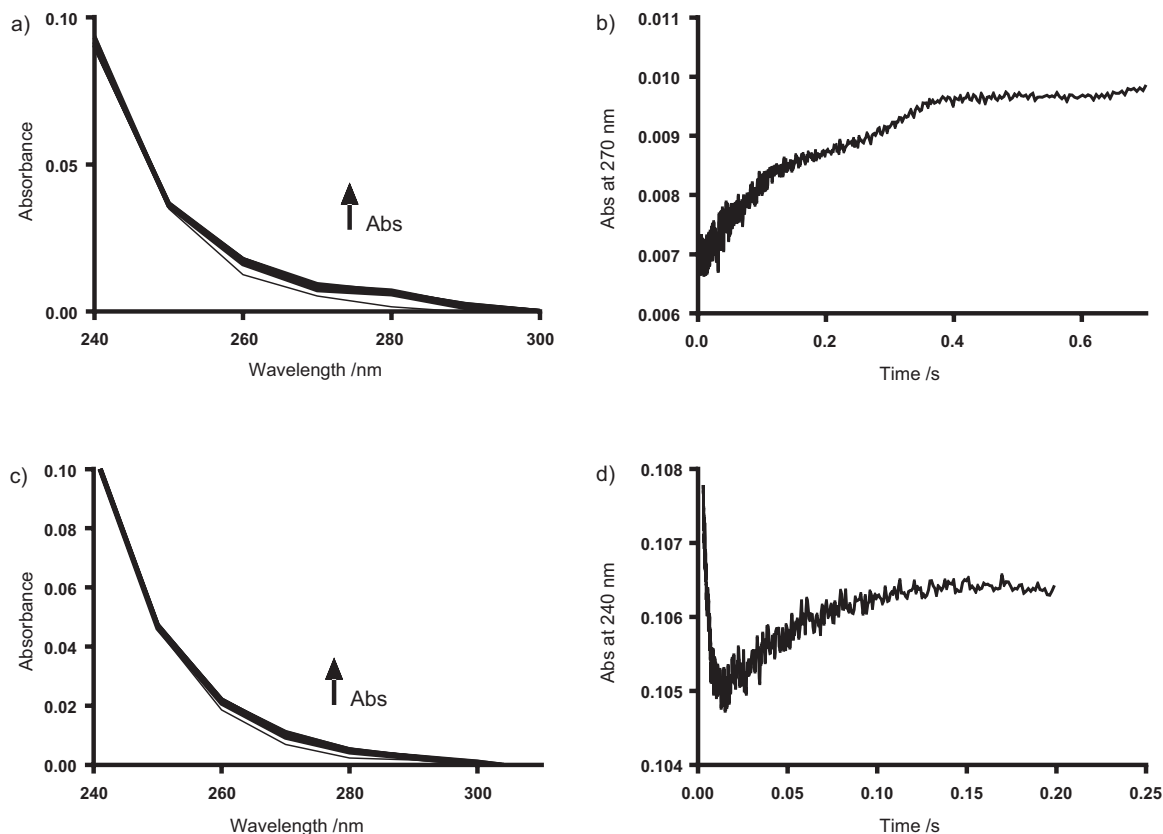 a)
0.10
0.05
0.00
Absorbance
Abs
240 260 280 300
Wavelength /nm
b)
0.011
0.010
0.009
0.008
0.007
0.006
Abs at 270 nm
0.0 0.2 0.4 0.6
Time /s
c)
0.10
0.08
0.06
0.04
0.02
0.00
Absorbance
Abs
240 260 280 300
Wavelength /nm
d)
0.108
0.107
0.106
0.105
0.104
Abs at 240 nm
0.00 0.05 0.10 0.15 0.20 0.25
Time /s